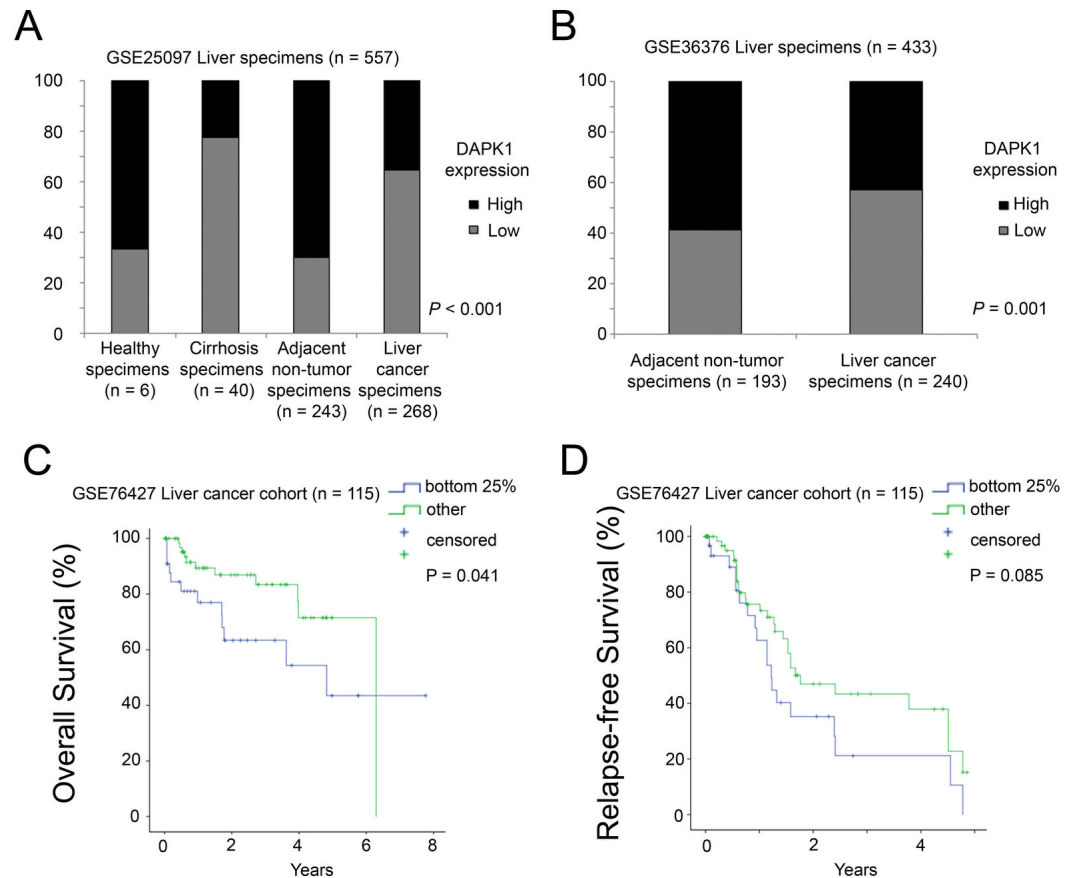 A
GSE25097 Liver specimens (n = 557)
100
80
60
40
20
0
DAPK1
expression
High
Low
P < 0.001
Healthy
specimens
(n = 6)
Cirrhosis
specimens
(n = 40)
Adjacent
non-tumor
specimens
(n = 243)
Liver
cancer
specimens
(n = 268)
B
GSE36376 Liver specimens (n = 433)
100
80
60
40
20
0
DAPK1
expression
High
Low
P = 0.001
Adjacent non-tumor
specimens (n = 193)
Liver cancer
specimens (n = 240)
C
GSE76427 Liver cancer cohort (n = 115)
bottom 25%
other
censored
P = 0.041
Overall Survival (%)
100
80
60
40
20
0
0 2 4 6 8
Years
D
GSE76427 Liver cancer cohort (n = 115)
bottom 25%
other
censored
P = 0.085
Relapse-free Survival (%)
100
80
60
40
20
0
0 2 4
Years